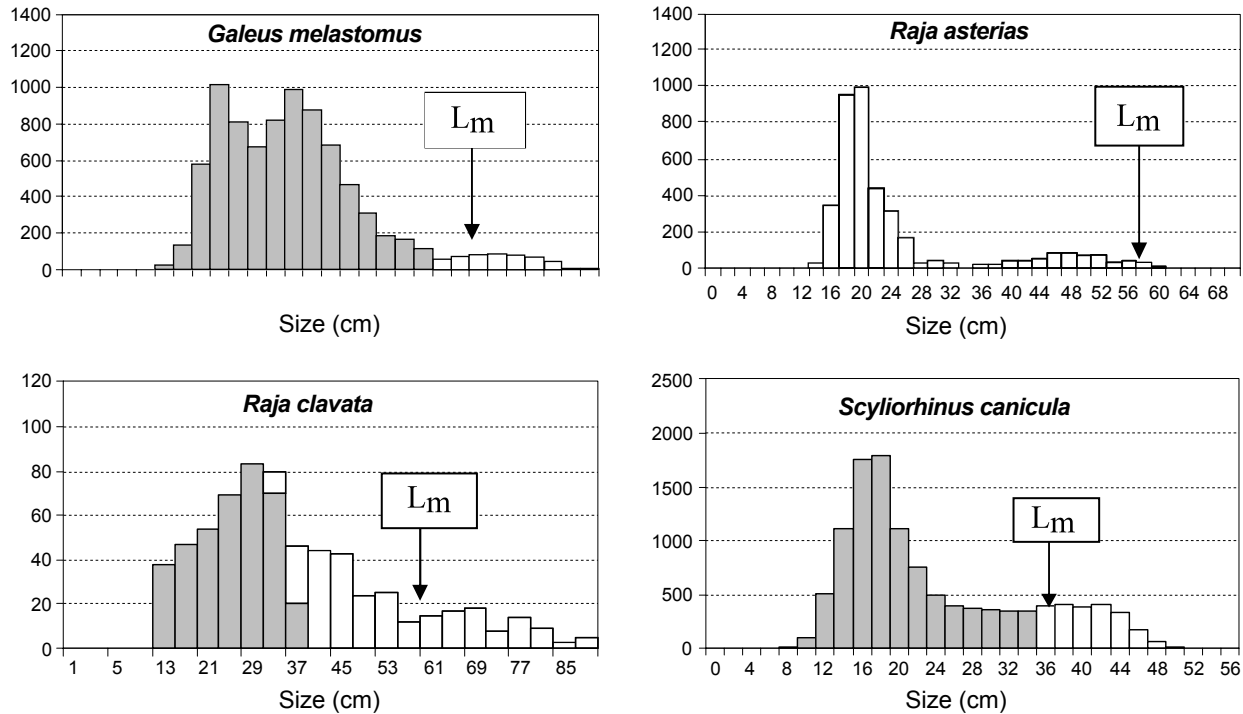 Galeus melastomus
1400
1200
1000
800
600
400
200
0
Lm
Size (cm)
Raja asterias
1400
1200
1000
800
600
400
200
0
Lm
0 4 8 12 16 20 24 28 32 36 40 44 48 52 56 60 64 68
Size (cm)
Raja clavata
120
100
80
60
40
20
0
Lm
1 5 13 21 29 37 45 53 61 69 77 85
Size (cm)
Scyliorhinus canicula
2500
2000
1500
1000
500
0
Lm
0 4 8 12 16 20 24 28 32 36 40 44 48 52 56
Size (cm)